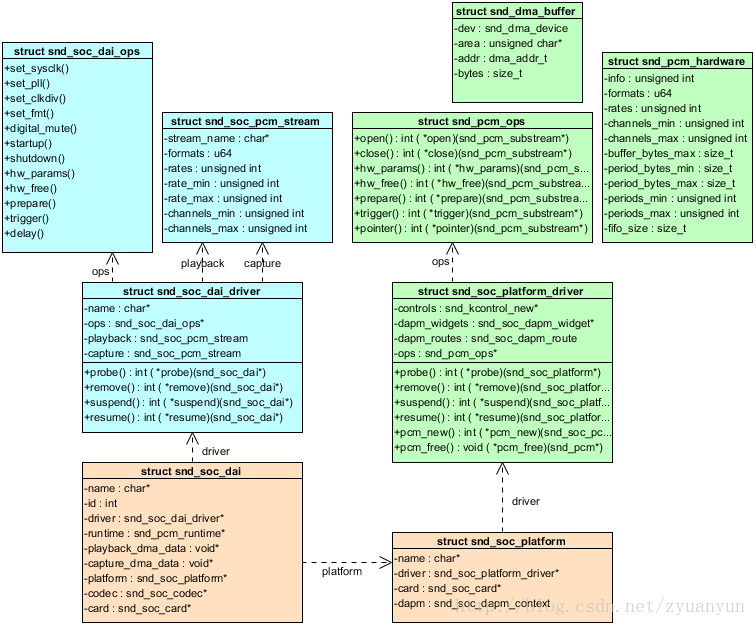 struct snd_dma_buffer
-dev : snd_dma_device
-area : unsigned char*
-addr : dma_addr_t
-bytes : size_t
struct snd_soc_dai_ops
+set_sysclk()
+set_pll()
+set_clkdiv()
+set_fmt()
+digital_mute()
+startup()
+shutdown()
+hw_params()
+hw_free()
+prepare()
+trigger()
+delay()
struct snd_pcm_hardware
-info : unsigned int
-formats : u64
-rates : unsigned int
-channels_min : unsigned int
-channels_max : unsigned int
-buffer_bytes_max : size_t
-period_bytes_min : size_t
-period_bytes_max : size_t
-periods_min : unsigned int
-periods_max : unsigned int
-fifo_size : size_t
struct snd_soc_pcm_stream
-stream_name : char*
-formats : u64
-rates : unsigned int
-rate_min : unsigned int
-rate_max : unsigned int
-channels_min : unsigned int
-channels_max : unsigned int
struct snd_pcm_ops
+open() : int ( *open)(snd_pcm_substream*)
+close() : int ( *close)(snd_pcm_substream*)
+hw_params() : int ( *hw_params)(snd_pcm_s...
+hw_free() : int ( *hw_free)(snd_pcm_substrea...
+prepare() : int ( *prepare)(snd_pcm_substrea...
+trigger() : int ( *trigger)(snd_pcm_substream*)
+pointer() : int ( *pointer)(snd_pcm_substream*)
ops
playback
capture
ops
struct snd_soc_dai_driver
-name : char*
-ops : snd_soc_dai_ops*
-playback : snd_soc_pcm_stream
-capture : snd_soc_pcm_stream
+probe() : int ( *probe)(snd_soc_dai*)
+remove() : int ( *remove)(snd_soc_dai*)
+suspend() : int ( *suspend)(snd_soc_dai*)
+resume() : int ( *resume)(snd_soc_dai*)
struct snd_soc_platform_driver
-controls : snd_kcontrol_new*
-dapm_widgets : snd_soc_dapm_widget*
-dapm_routes : snd_soc_dapm_route
-ops : snd_pcm_ops*
+probe() : int ( *probe)(snd_soc_platform*)
+remove() : int ( *remove)(snd_soc_platfor...
+suspend() : int ( *suspend)(snd_soc_platf...
+resume() : int ( *resume)(snd_soc_platfor...
+pcm_new() : int ( *pcm_new)(snd_soc_pc...
+pcm_free() : void ( *pcm_free)(snd_pcm*)
driver
driver
struct snd_soc_dai
-name : char*
-id : int
-driver : snd_soc_dai_driver*
-runtime : snd_pcm_runtime*
-playback_dma_data : void*
-capture_dma_data : void*
-platform : snd_soc_platform*
-codec : snd_soc_codec*
-card : snd_soc_card*
platform
struct snd_soc_platform
-name : char*
-driver : snd_soc_platform_driver*
-card : snd_soc_card*
-dapm : snd_soc_dapm_context
http://blog.csdn.net/zyuanyun